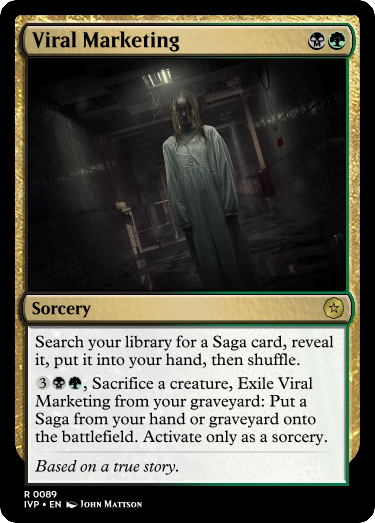 Viral Marketing
Sorcery
Search your library for a Saga card, reveal
it, put it into your hand, then shuffle.
3, Sacrifice a creature, Exile Viral
Marketing from your graveyard: Put a
Saga from your hand or graveyard onto
the battlefield. Activate only as a sorcery.
Based on a true story.
R 0089
IVP • EN John Mattson